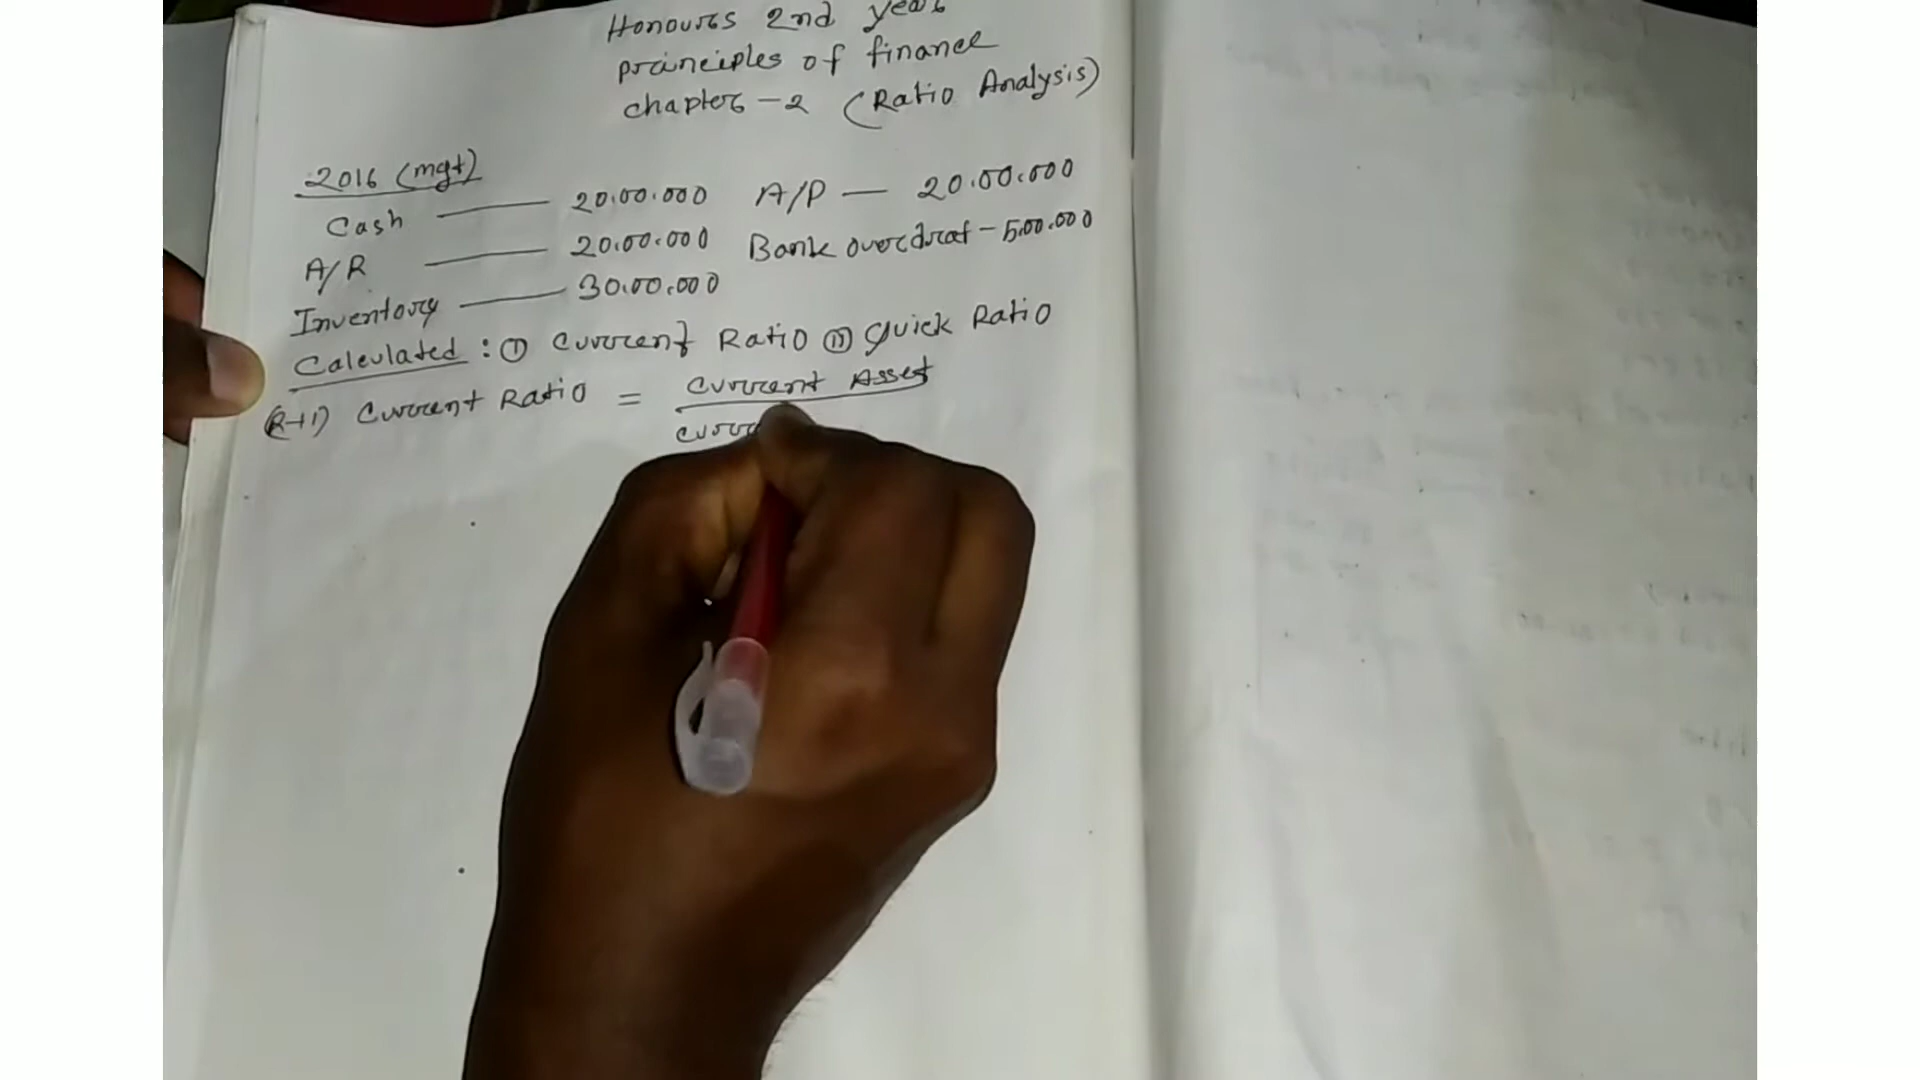 Honours 2nd year
principles of finance
chapter - 2 (Ratio Analysis)
2016 (mgt)
Cash — 20.00.000 A/P — 20.00.000
A/R — 20.00.000 Bank overdraf - 5.00.000
Inventory — 30.00.000
Calculated : (i) Current Ratio (ii) Quick Ratio
(R-1) Current Ratio = Current Asset